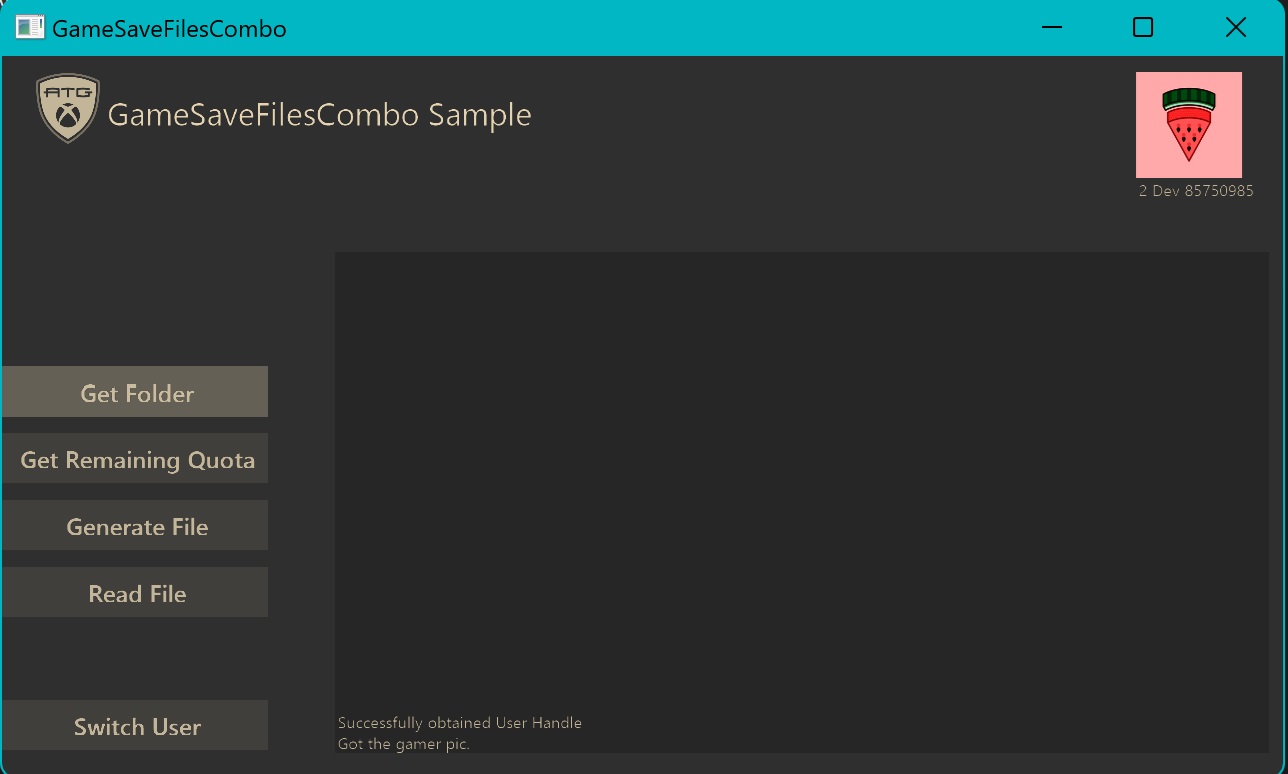 GameSaveFilesCombo
ATG
GameSaveFilesCombo Sample
2 Dev 85750985
Get Folder
Get Remaining Quota
Generate File
Read File
Switch User
Successfully obtained User Handle
Got the gamer pic.